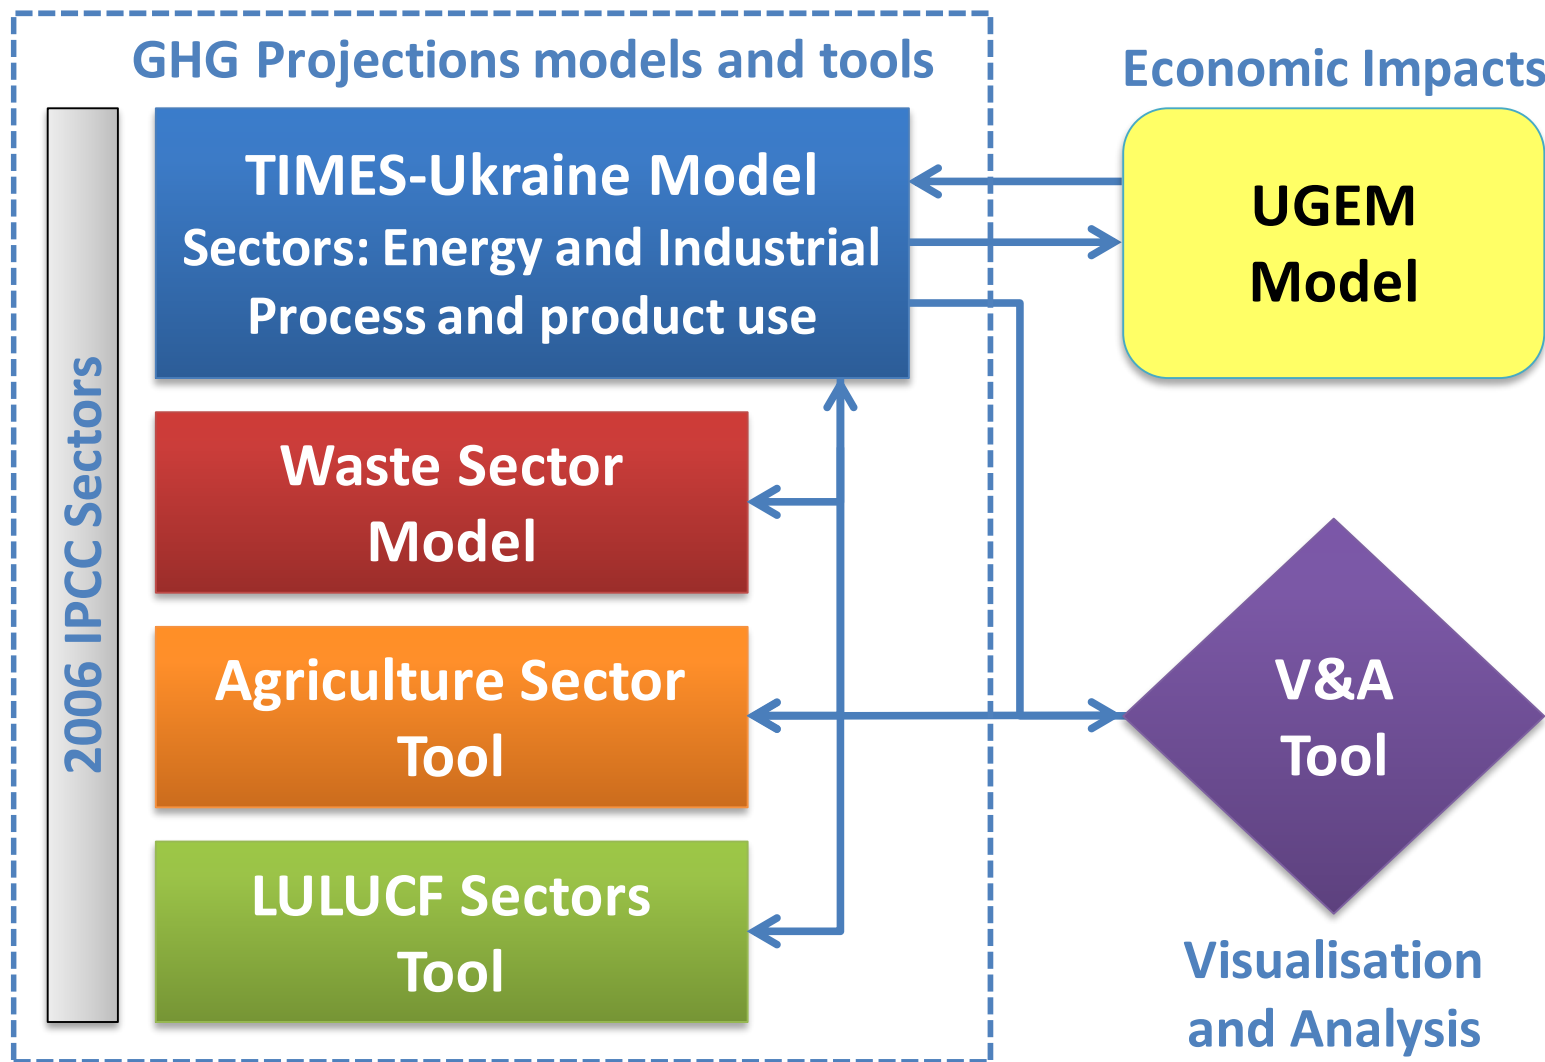 GHG Projections models and tools
2006 IPCC Sectors
TIMES-Ukraine Model
Sectors: Energy and Industrial
Process and product use
Waste Sector
Model
Agriculture Sector
Tool
LULUCF Sectors
Tool
Economic Impacts
UGEM
Model
V&A
Tool
Visualisation
and Analysis